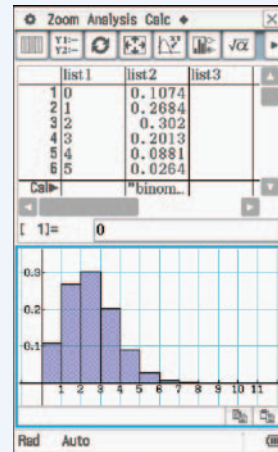 Zoom Analysis Calc
Y1:--
Y2:--
√α
list1 list2 list3
1 0 0.1074
2 1 0.2684
3 2 0.302
4 3 0.2013
5 4 0.0881
6 5 0.0264
Cal▶ "binom...
[ 1]= 0
0.3
0.2
0.1
1 2 3 4 5 6 7 8 9 10 11
Rad Auto